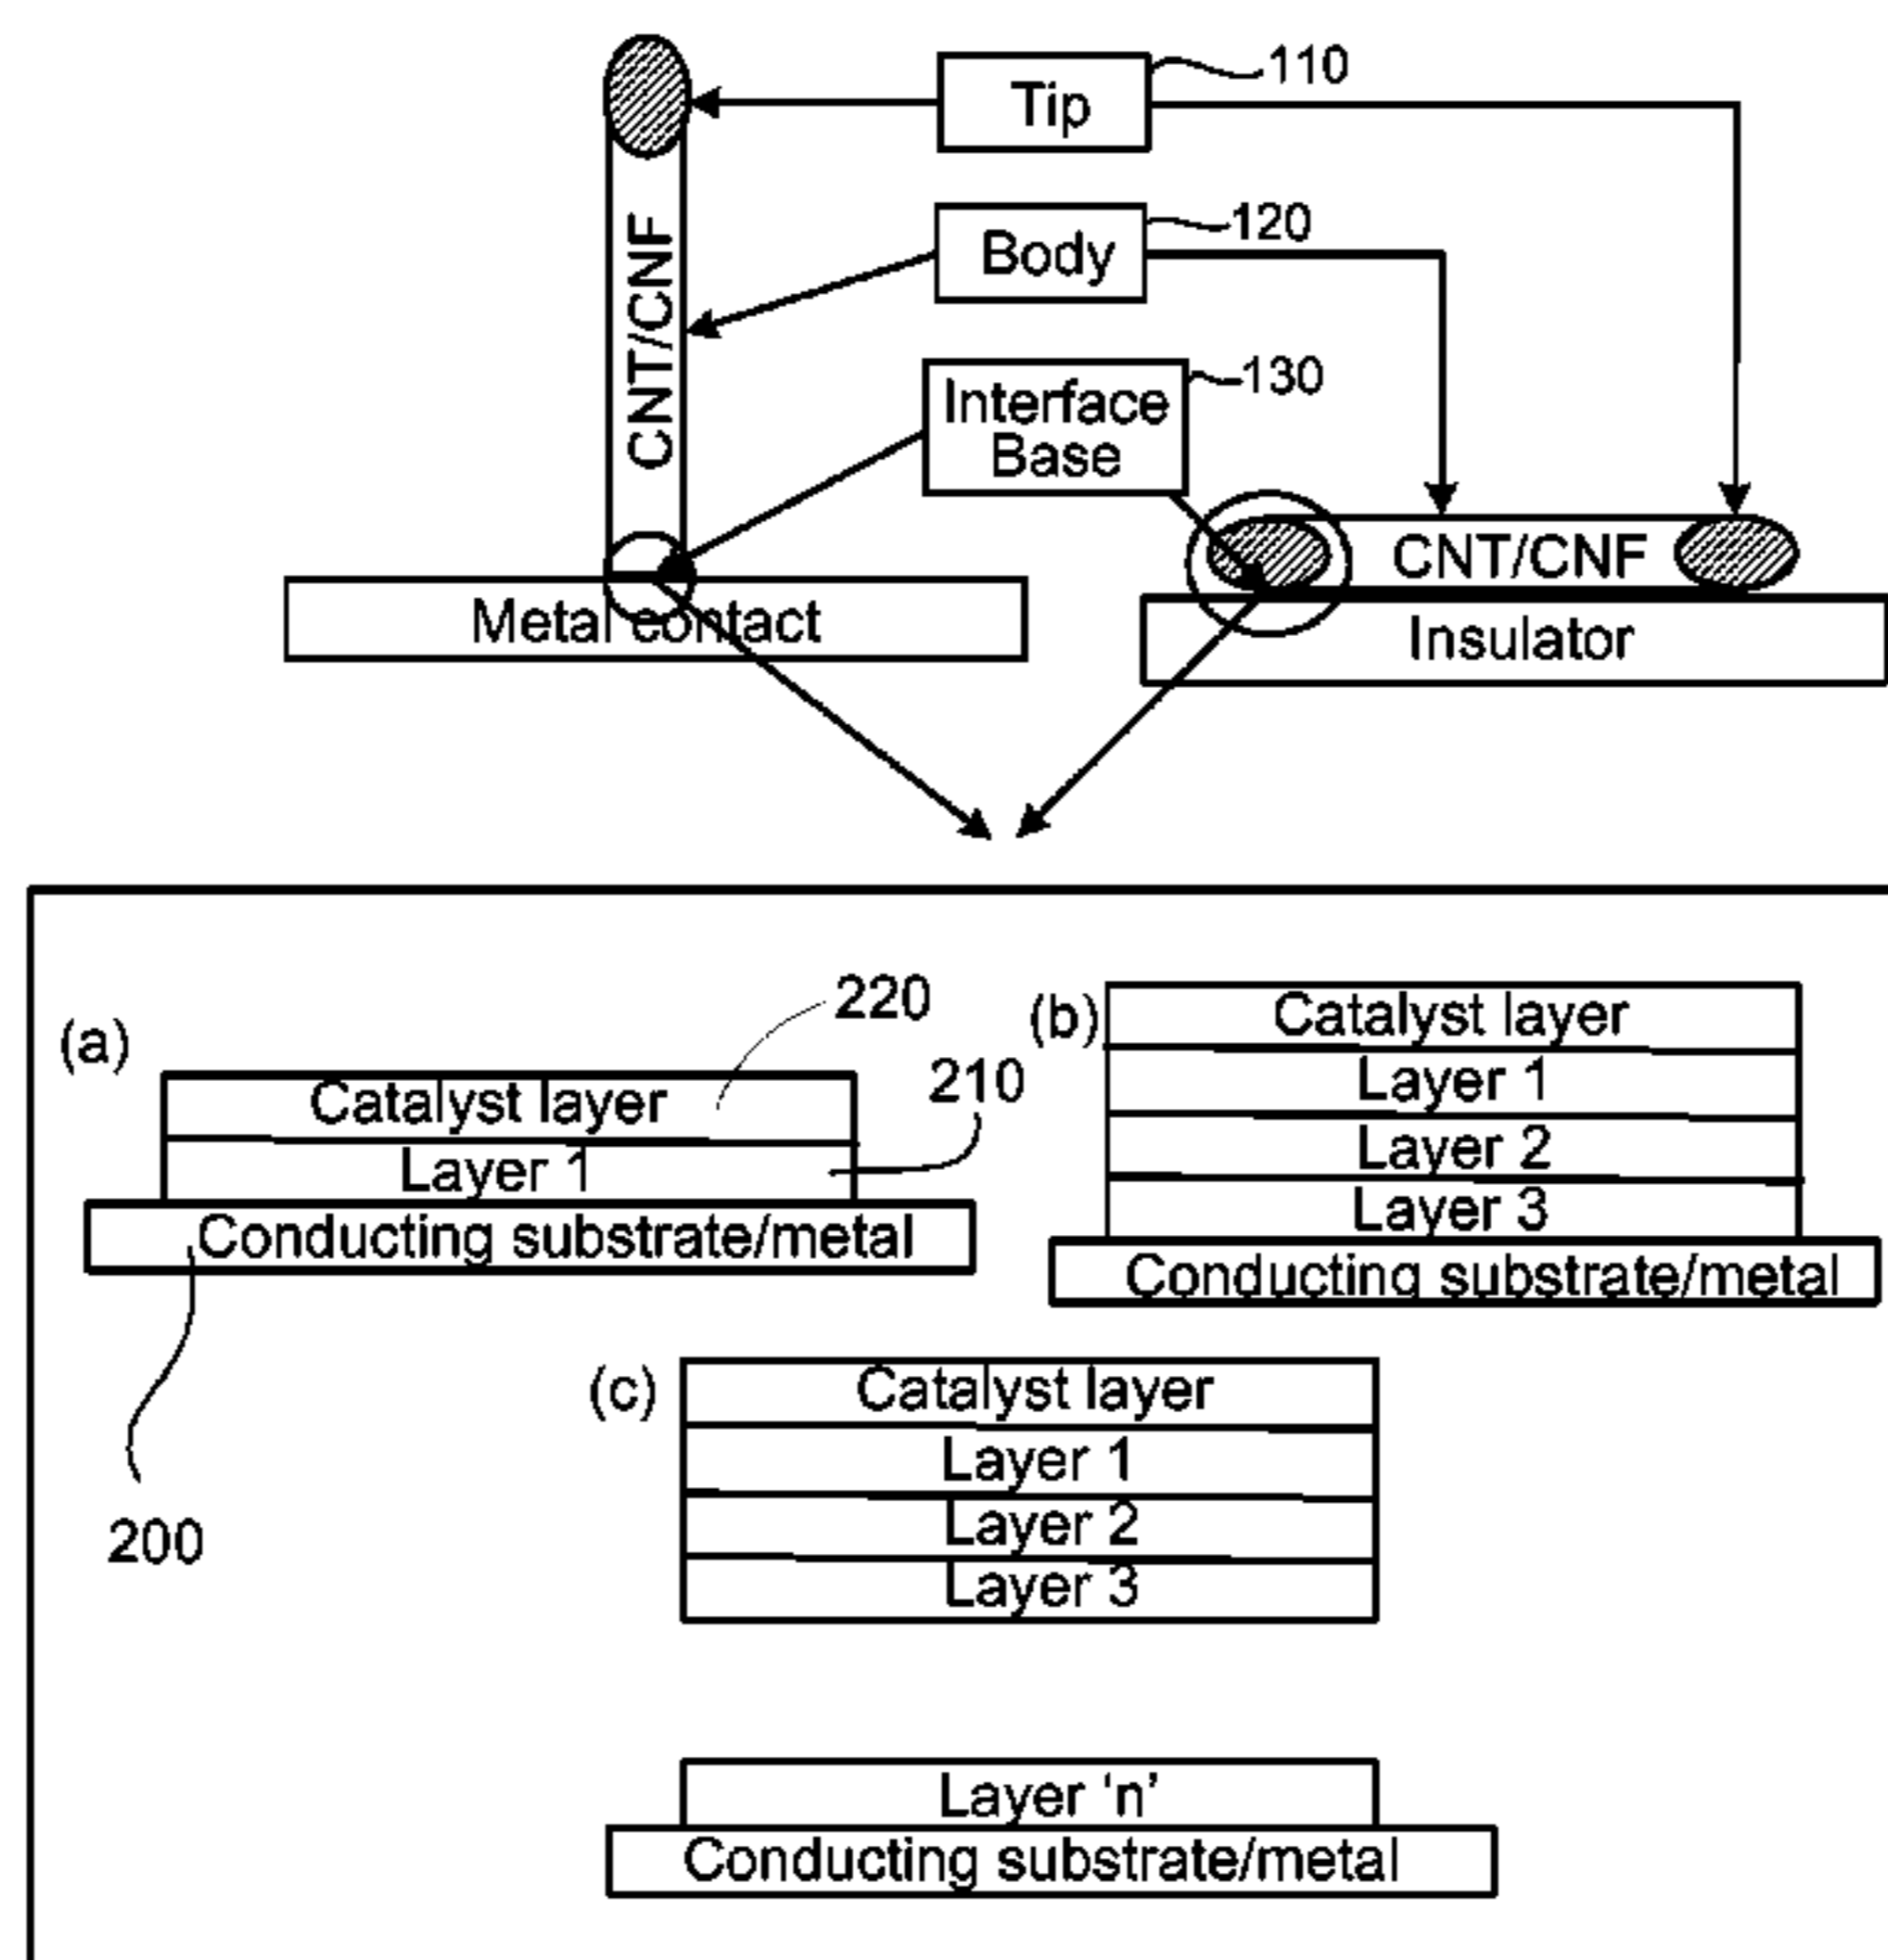 110
Tip
120
Body
CNT/CNF
130
Interface
Base
CNT/CNF
Metal contact
Insulator
(a)
220
210
Catalyst layer
Layer 1
Conducting substrate/metal
200
(b)
Catalyst layer
Layer 1
Layer 2
Layer 3
Conducting substrate/metal
(c)
Catalyst layer
Layer 1
Layer 2
Layer 3
Layer ‘n’
Conducting substrate/metal